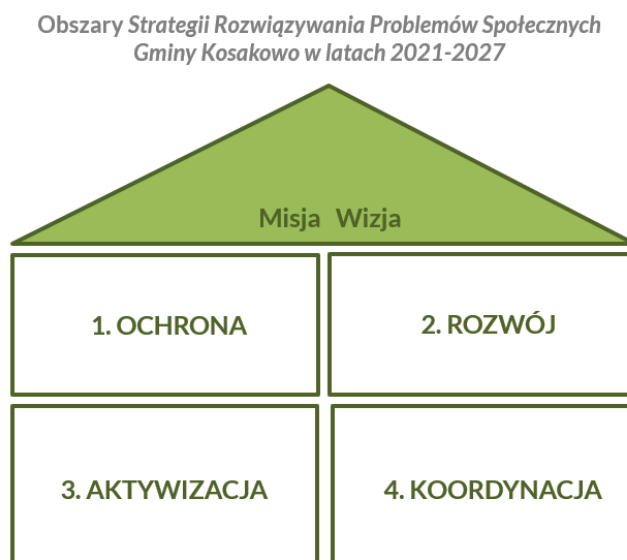 Obszary Strategii Rozwiązywania Problemów Społecznych
Gminy Kosakowo w latach 2021-2027
Misja Wizja
1. OCHRONA
2. ROZWÓJ
3. AKTYWIZACJA
4. KOORDYNACJA